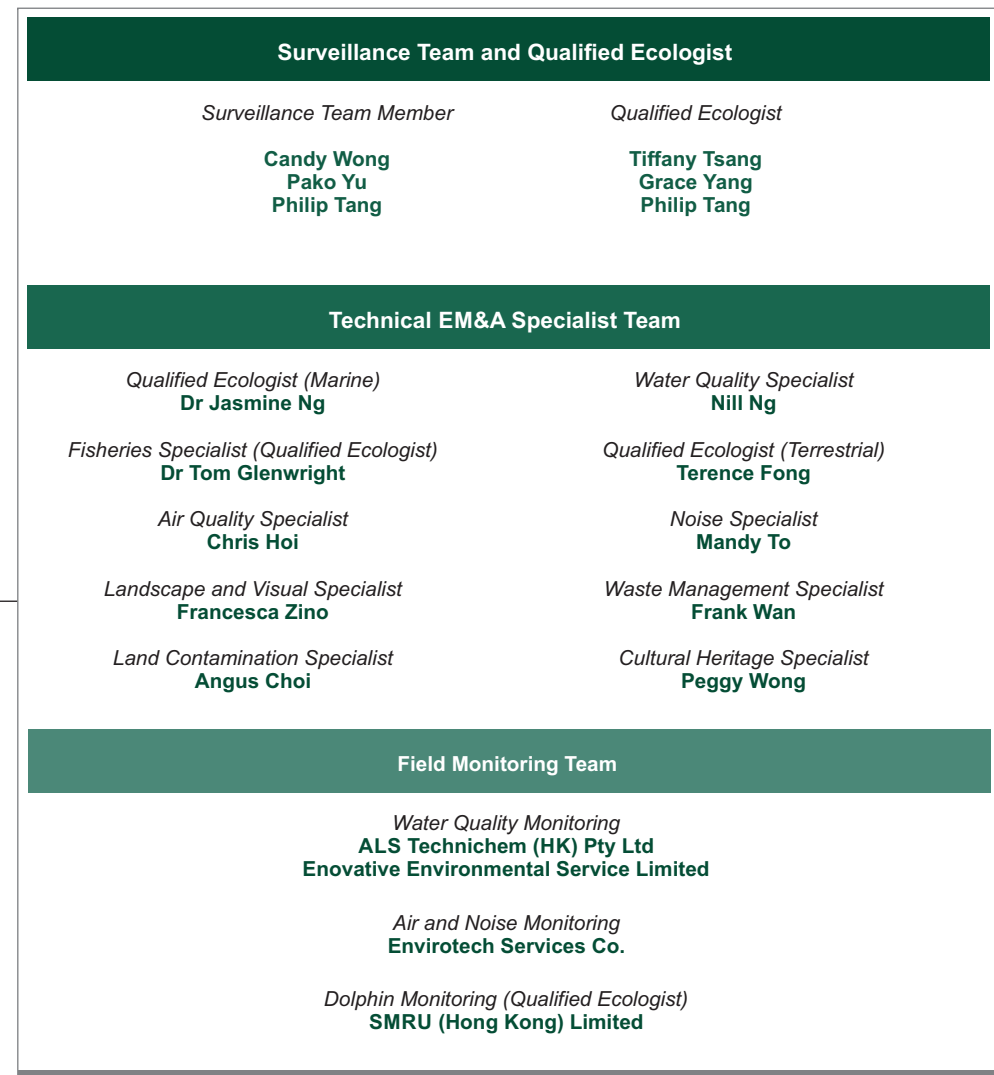 Surveillance Team and Qualified Ecologist
Surveillance Team Member
Candy Wong
Pako Yu
Philip Tang
Qualified Ecologist
Tiffany Tsang
Grace Yang
Philip Tang
Technical EM&A Specialist Team
Qualified Ecologist (Marine)
Dr Jasmine Ng
Water Quality Specialist
Nill Ng
Fisheries Specialist (Qualified Ecologist)
Dr Tom Glenwright
Qualified Ecologist (Terrestrial)
Terence Fong
Air Quality Specialist
Chris Hoi
Noise Specialist
Mandy To
Landscape and Visual Specialist
Francesca Zino
Waste Management Specialist
Frank Wan
Land Contamination Specialist
Angus Choi
Cultural Heritage Specialist
Peggy Wong
Field Monitoring Team
Water Quality Monitoring
ALS Technichem (HK) Pty Ltd
Enovative Environmental Service Limited
Air and Noise Monitoring
Envirotech Services Co.
Dolphin Monitoring (Qualified Ecologist)
SMRU (Hong Kong) Limited